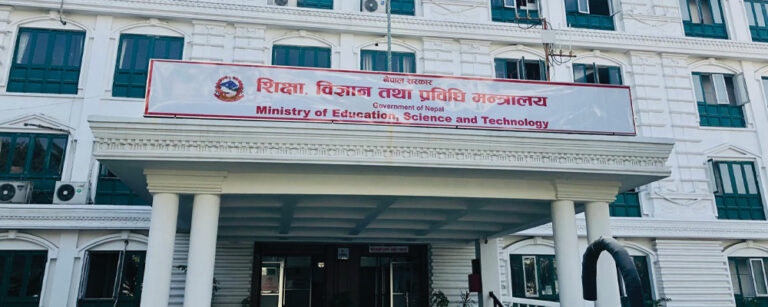 नेपाल सरकार
शिक्षा, विज्ञान तथा प्रविधि मन्त्रालय
Government of Nepal
Ministry of Education, Science and Technology